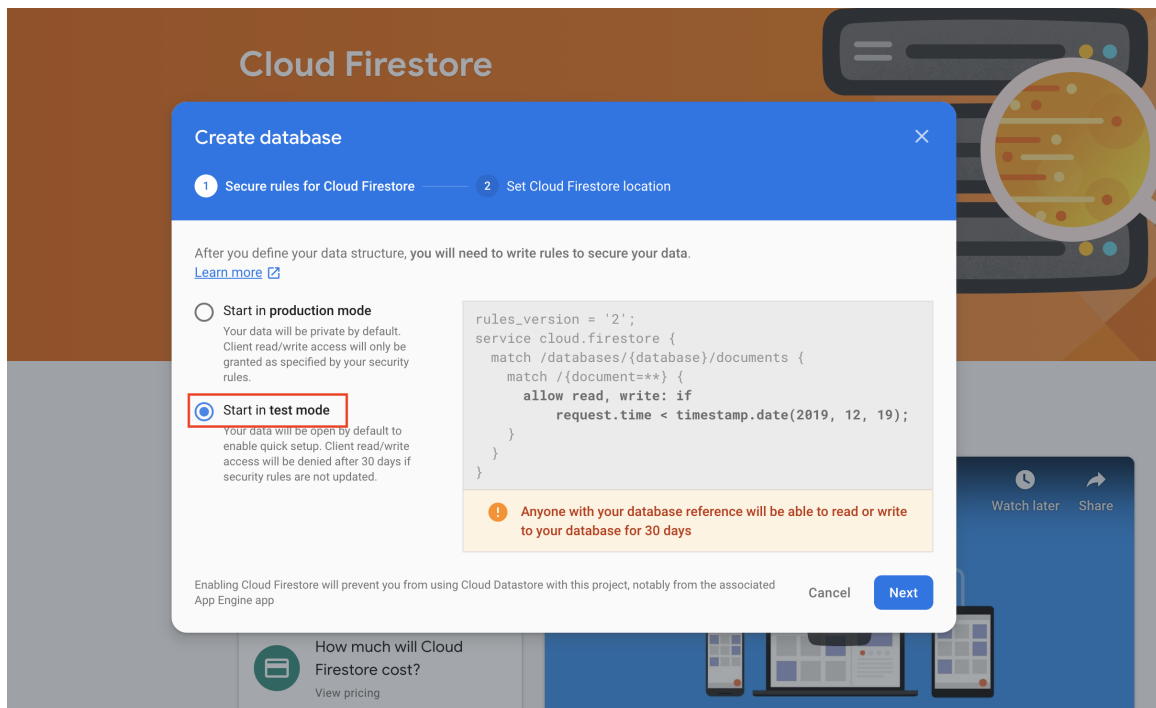 Cloud Firestore
Create database
1 Secure rules for Cloud Firestore 2 Set Cloud Firestore location
After you define your data structure, you will need to write rules to secure your data.
Learn more
Start in production mode
Your data will be private by default.
Client read/write access will only be
granted as specified by your security
rules.
Start in test mode
Your data will be open by default to
enable quick setup. Client read/write
access will be denied after 30 days if
security rules are not updated.
rules_version = '2';
service cloud.firestore {
  match /databases/{database}/documents {
    match /{document=**} {
      allow read, write: if
          request.time < timestamp.date(2019, 12, 19);
    }
  }
}
Anyone with your database reference will be able to read or write
to your database for 30 days
Enabling Cloud Firestore will prevent you from using Cloud Datastore with this project, notably from the associated
App Engine app
Cancel Next
Watch later Share
How much will Cloud
Firestore cost?
View pricing